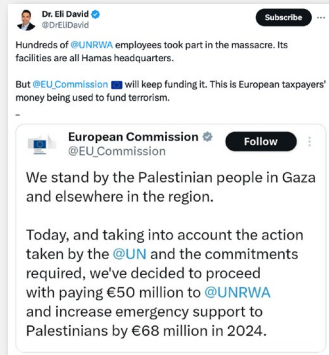 Dr. Eli David
@DrEliDavid
Subscribe
Hundreds of @UNRWA employees took part in the massacre. Its
facilities are all Hamas headquarters.
But @EU_Commission 🇪🇺 will keep funding it. This is European taxpayers'
money being used to fund terrorism.
European Commission
@EU_Commission
Follow
We stand by the Palestinian people in Gaza
and elsewhere in the region.
Today, and taking into account the action
taken by the @UN and the commitments
required, we've decided to proceed
with paying €50 million to @UNRWA
and increase emergency support to
Palestinians by €68 million in 2024.